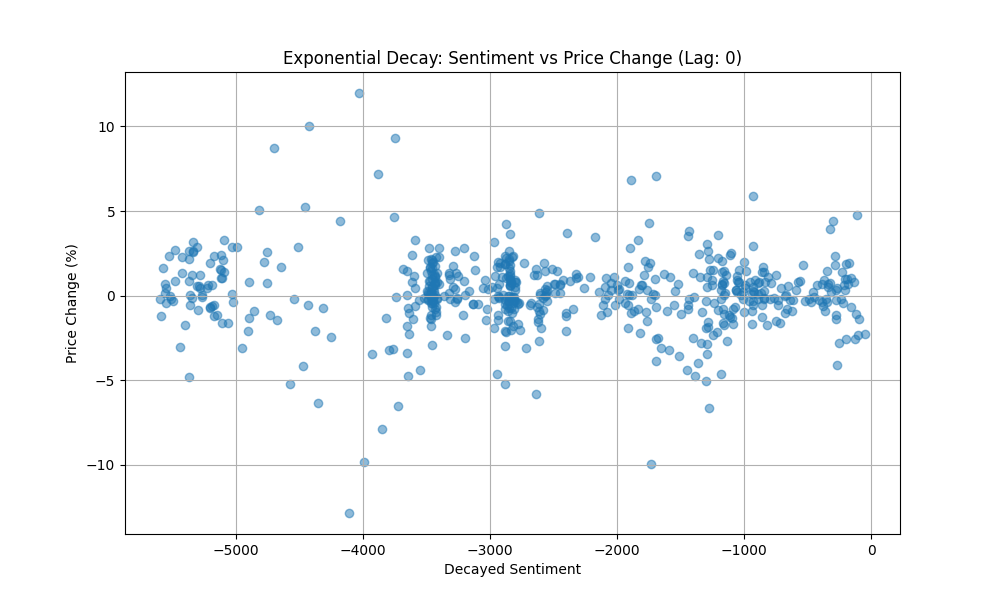 Exponential Decay: Sentiment vs Price Change (Lag: 0)
10
5
0
−5
−10
Price Change (%)
−5000 −4000 −3000 −2000 −1000 0
Decayed Sentiment